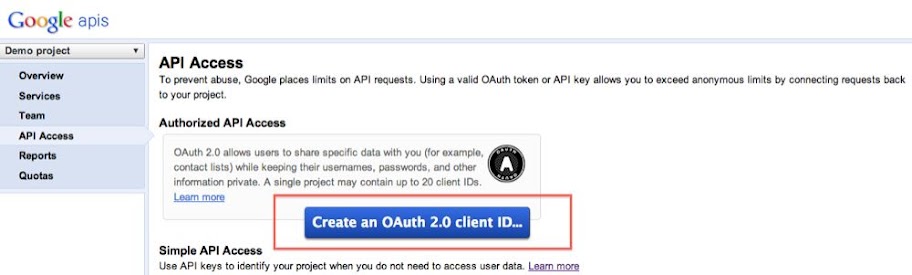 Google apis
Demo project
Overview
Services
Team
API Access
Reports
Quotas
API Access
To prevent abuse, Google places limits on API requests. Using a valid OAuth token or API key allows you to exceed anonymous limits by connecting requests back
to your project.
Authorized API Access
OAuth 2.0 allows users to share specific data with you (for example,
contact lists) while keeping their usernames, passwords, and other
information private. A single project may contain up to 20 client IDs.
Learn more
A
Create an OAuth 2.0 client ID...
Simple API Access
Use API keys to identify your project when you do not need to access user data. Learn more